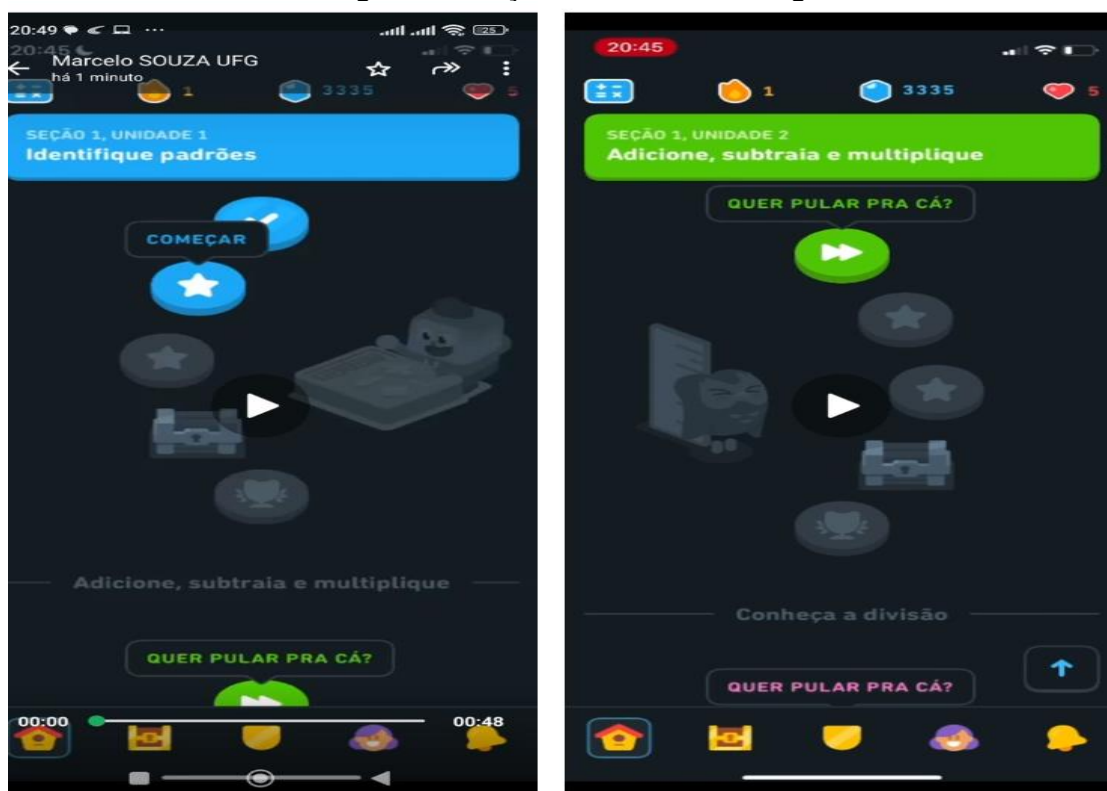 20:49 ... 25
20:45
Marcelo SOUZA UFG
há 1 minuto
1 3335 5
SEÇÃO 1, UNIDADE 1
Identifique padrões
COMEÇAR
Adicione, subtraia e multiplique
QUER PULAR PRA CÁ?
00:00 00:48
20:45
1 3335 5
SEÇÃO 1, UNIDADE 2
Adicione, subtraia e multiplique
QUER PULAR PRA CÁ?
Conheça a divisão
QUER PULAR PRA CÁ?